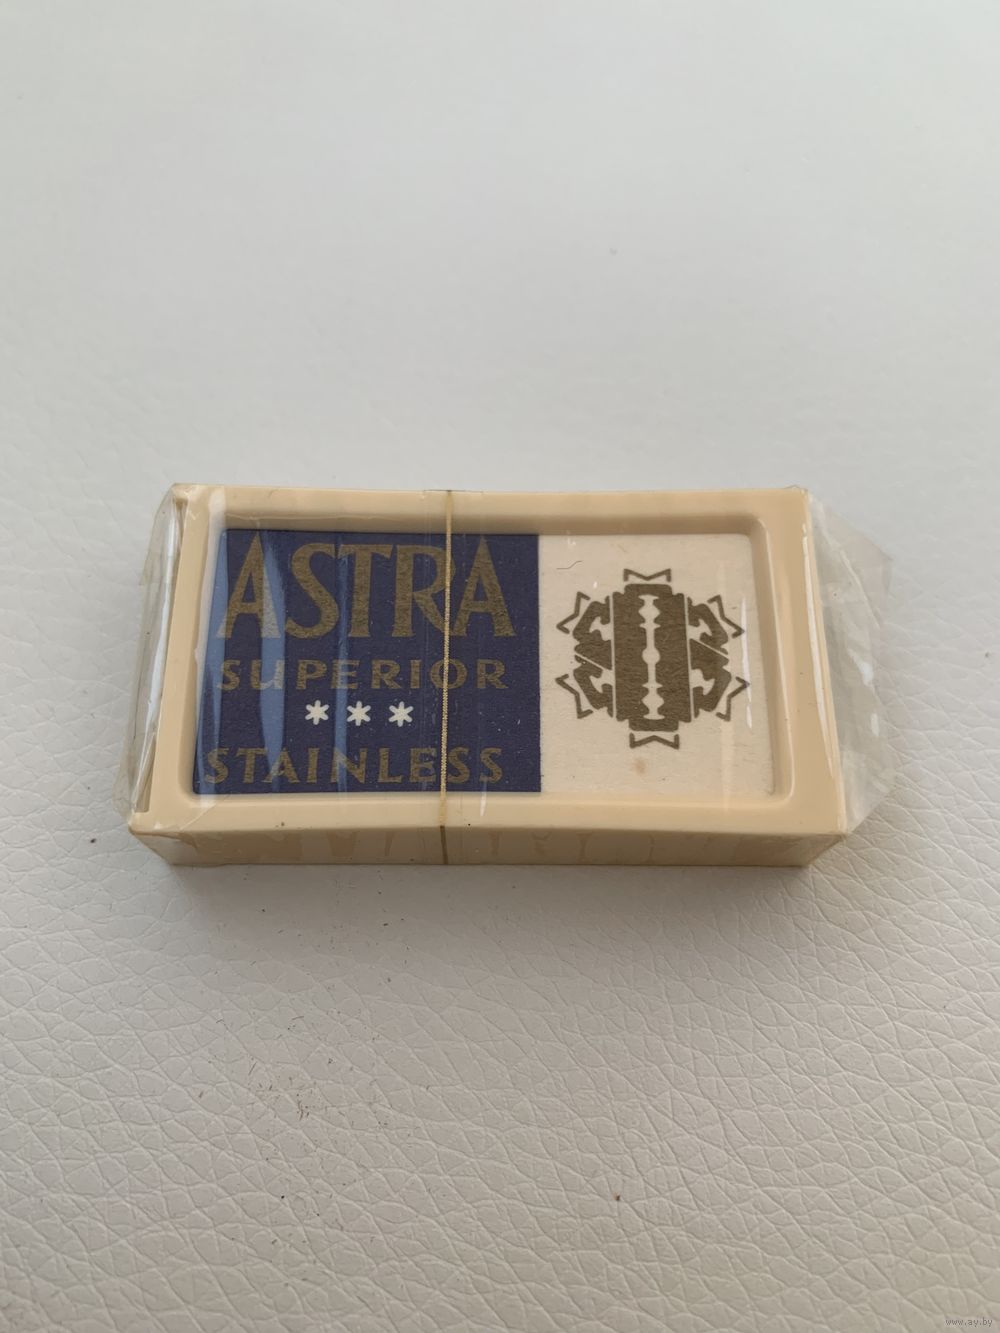 ASTRA
SUPERIOR
***
STAINLESS
www.ay.by